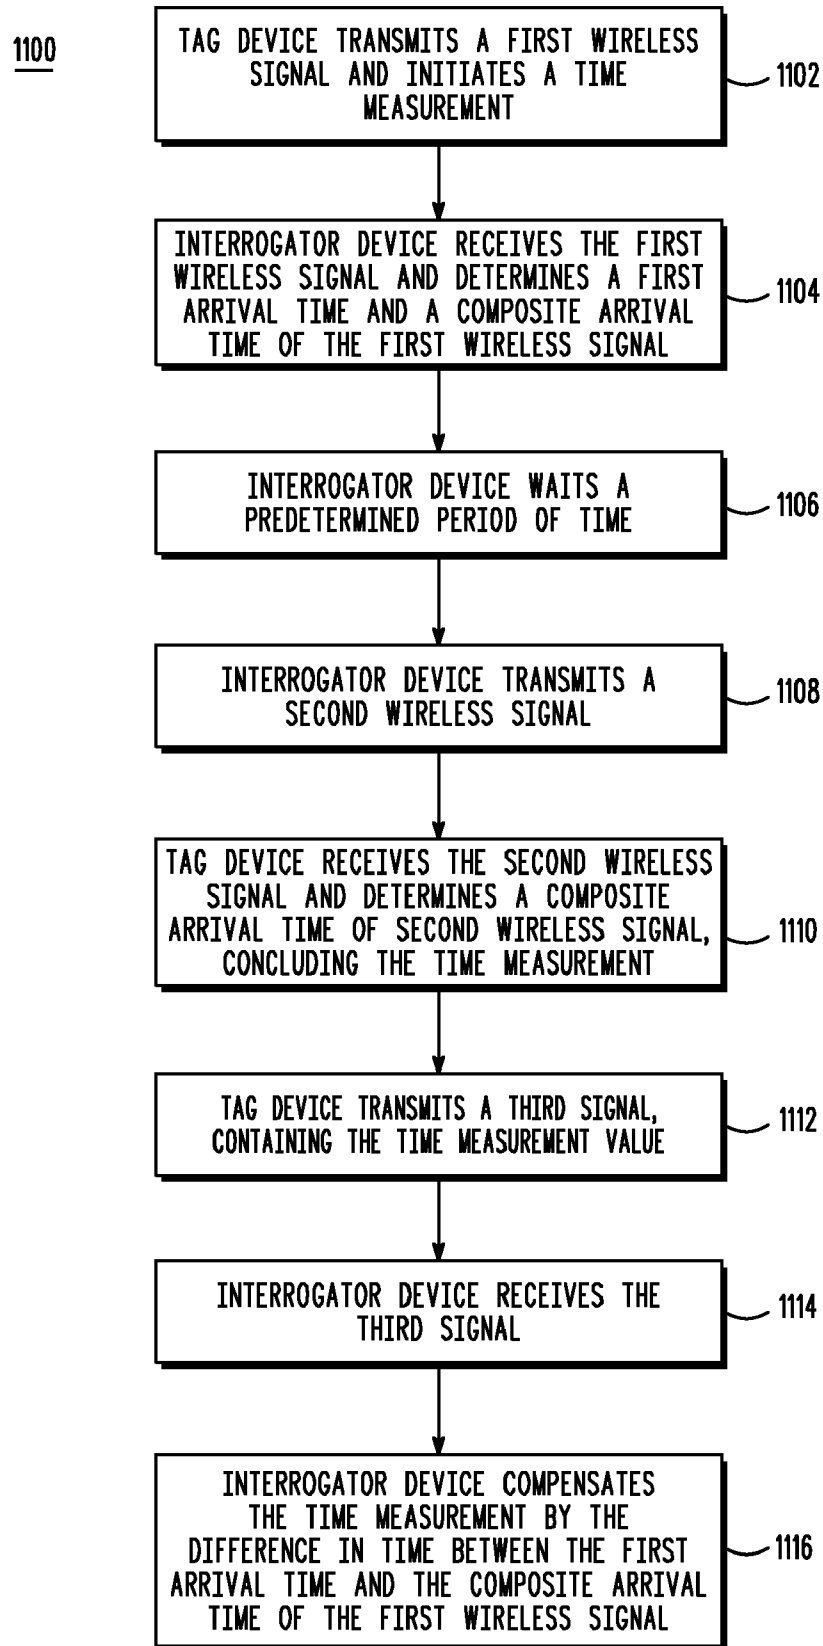 1100
TAG DEVICE TRANSMITS A FIRST WIRELESS
SIGNAL AND INITIATES A TIME
MEASUREMENT
1102
INTERROGATOR DEVICE RECEIVES THE FIRST
WIRELESS SIGNAL AND DETERMINES A FIRST
ARRIVAL TIME AND A COMPOSITE ARRIVAL
TIME OF THE FIRST WIRELESS SIGNAL
1104
INTERROGATOR DEVICE WAITS A
PREDETERMINED PERIOD OF TIME
1106
INTERROGATOR DEVICE TRANSMITS A
SECOND WIRELESS SIGNAL
1108
TAG DEVICE RECEIVES THE SECOND WIRELESS
SIGNAL AND DETERMINES A COMPOSITE
ARRIVAL TIME OF SECOND WIRELESS SIGNAL,
CONCLUDING THE TIME MEASUREMENT
1110
TAG DEVICE TRANSMITS A THIRD SIGNAL,
CONTAINING THE TIME MEASUREMENT VALUE
1112
INTERROGATOR DEVICE RECEIVES THE
THIRD SIGNAL
1114
INTERROGATOR DEVICE COMPENSATES
THE TIME MEASUREMENT BY THE
DIFFERENCE IN TIME BETWEEN THE FIRST
ARRIVAL TIME AND THE COMPOSITE ARRIVAL
TIME OF THE FIRST WIRELESS SIGNAL
1116